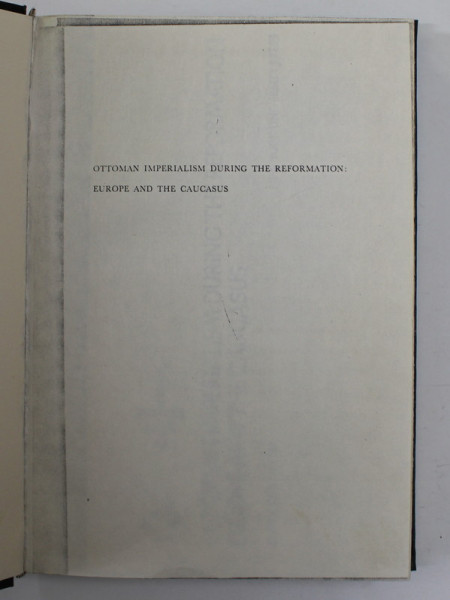 OTTOMAN IMPERIALISM DURING THE REFORMATION:
EUROPE AND THE CAUCASUS